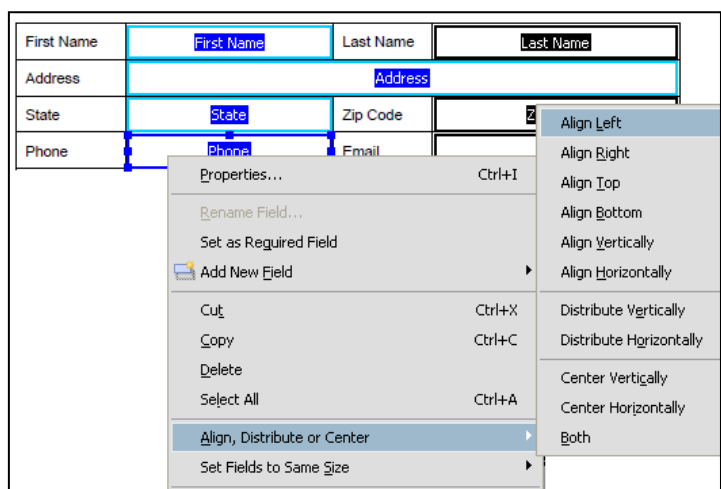 First Name First Name Last Name Last Name
Address Address
State State Zip Code Z
Phone Phone Email
Properties... Ctrl+I
Rename Field...
Set as Required Field
Add New Field
Cut Ctrl+X
Copy Ctrl+C
Delete
Select All Ctrl+A
Align, Distribute or Center
Set Fields to Same Size
Align Left
Align Right
Align Top
Align Bottom
Align Vertically
Align Horizontally
Distribute Vertically
Distribute Horizontally
Center Vertically
Center Horizontally
Both